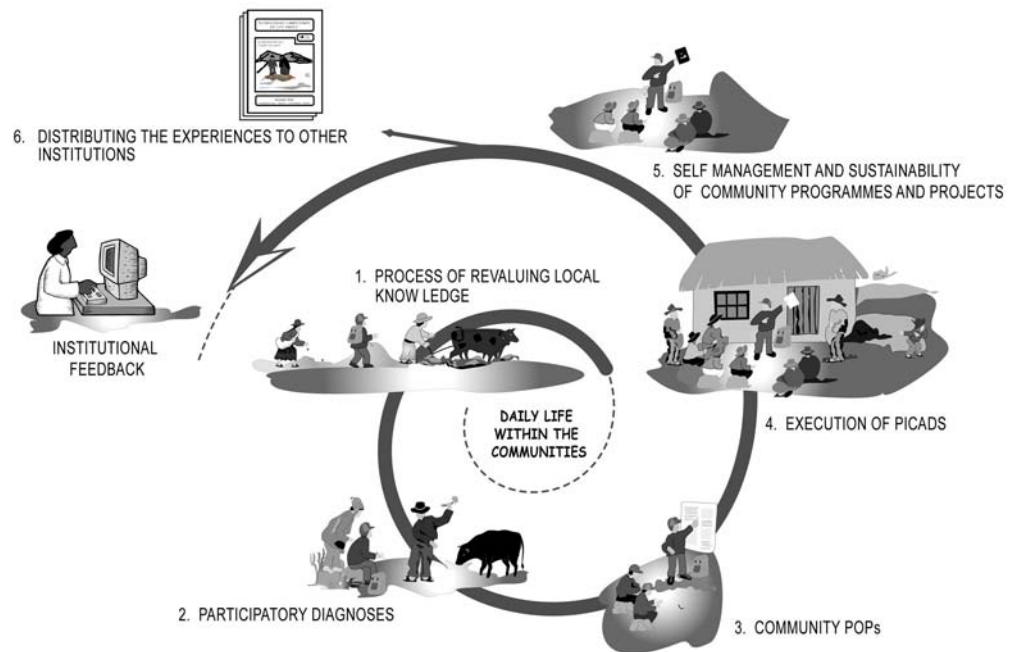 6. DISTRIBUTING THE EXPERIENCES TO OTHER
INSTITUTIONS
5. SELF MANAGEMENT AND SUSTAINABILITY
OF COMMUNITY PROGRAMMES AND PROJECTS
1. PROCESS OF REVALUING LOCAL
KNOW LEDGE
INSTITUTIONAL
FEEDBACK
DAILY LIFE
WITHIN THE
COMMUNITIES
4. EXECUTION OF PICADS
2. PARTICIPATORY DIAGNOSES
3. COMMUNITY POPs